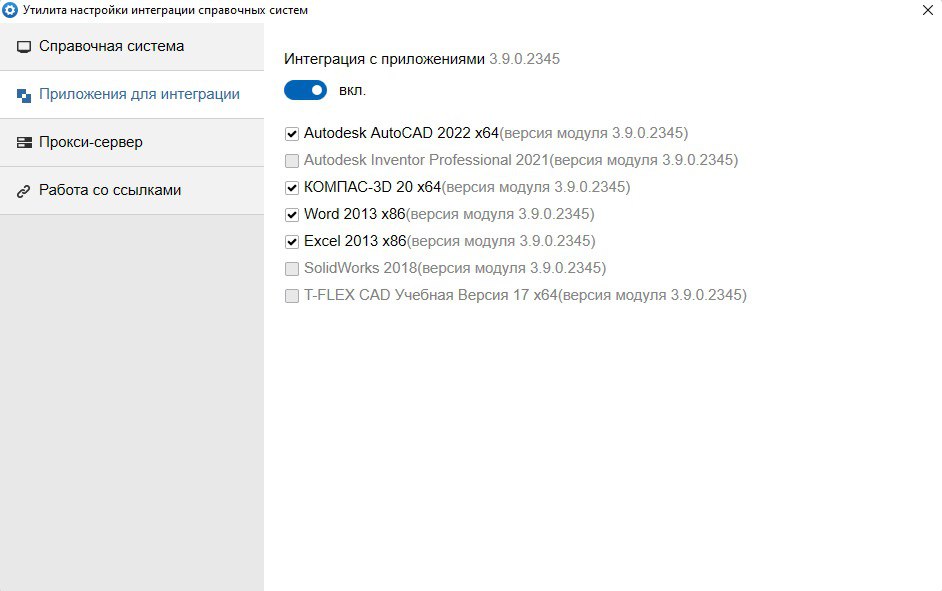 Утилита настройки интеграции справочных систем
Справочная система
Приложения для интеграции
Прокси-сервер
Работа со ссылками
Интеграция с приложениями 3.9.0.2345
вкл.
Autodesk AutoCAD 2022 x64(версия модуля 3.9.0.2345)
Autodesk Inventor Professional 2021(версия модуля 3.9.0.2345)
КОМПАС-3D 20 x64(версия модуля 3.9.0.2345)
Word 2013 x86(версия модуля 3.9.0.2345)
Excel 2013 x86(версия модуля 3.9.0.2345)
SolidWorks 2018(версия модуля 3.9.0.2345)
T-FLEX CAD Учебная Версия 17 x64(версия модуля 3.9.0.2345)